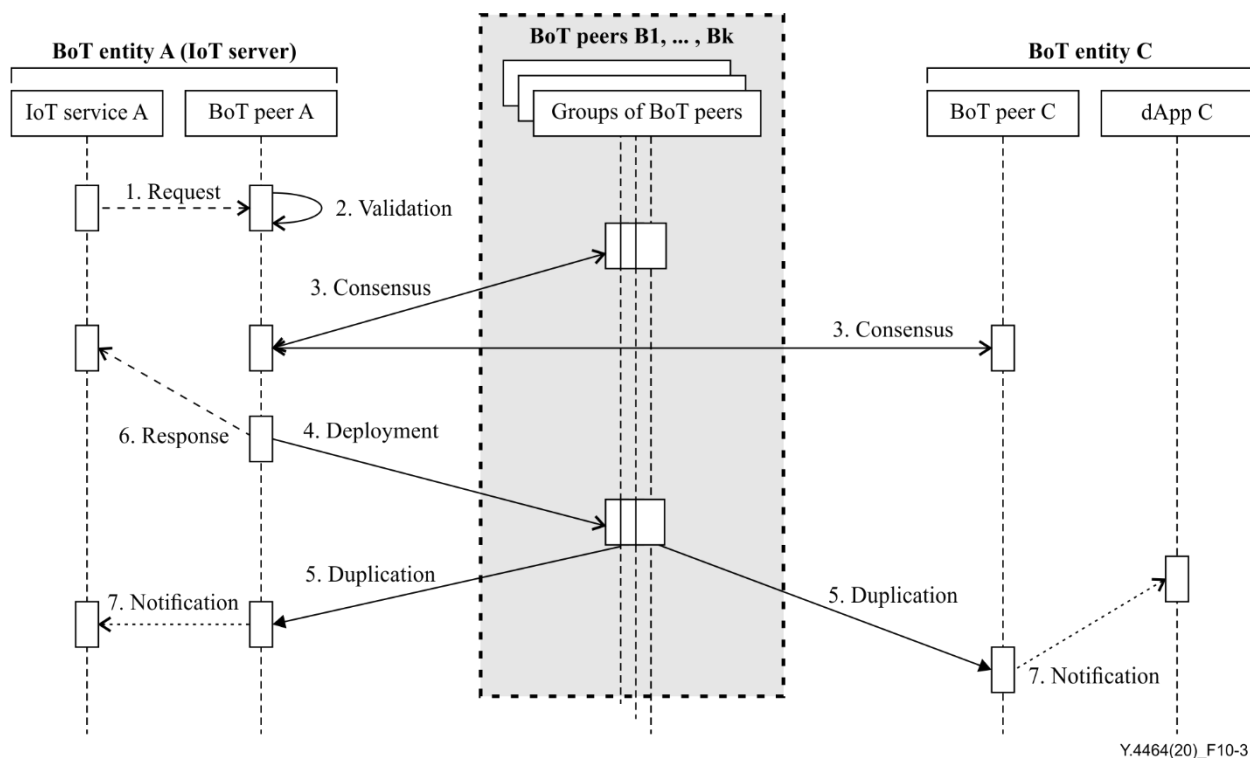 BoT peers B1, ... , Bk
BoT entity A (IoT server)
BoT entity C
IoT service A
BoT peer A
Groups of BoT peers
BoT peer C
dApp C
1. Request
2. Validation
3. Consensus
3. Consensus
6. Response
4. Deployment
5. Duplication
5. Duplication
7. Notification
7. Notification
Y.4464(20)_F10-3